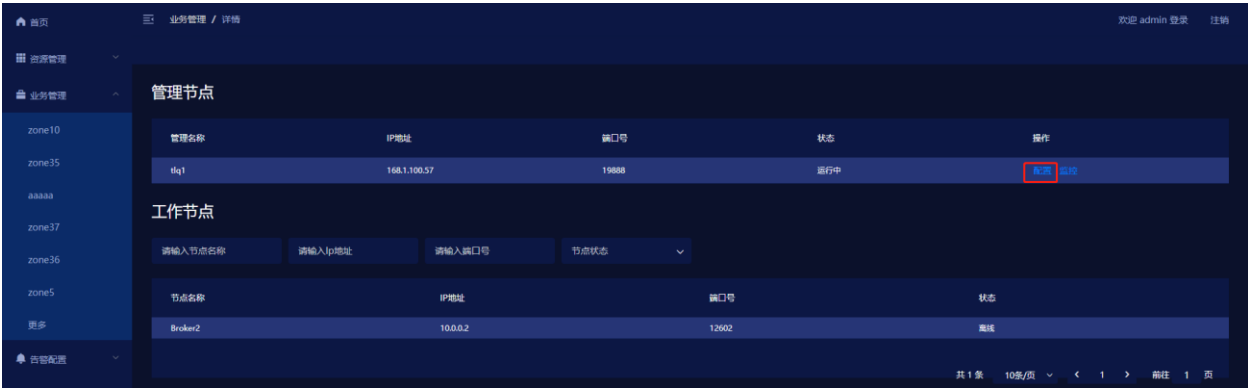 首页
业务管理 / 详情
欢迎 admin 登录 注销
资源管理
业务管理
zone10
zone35
aaaaa
zone37
zone36
zone5
更多
告警配置
管理节点
管理名称 IP地址 端口号 状态 操作
tlq1 168.1.100.57 19888 运行中 配置 监控
工作节点
请输入节点名称 请输入Ip地址 请输入端口号 节点状态
节点名称 IP地址 端口号 状态
Broker2 10.0.0.2 12602 离线
共 1 条 10条/页 1 前往 1 页